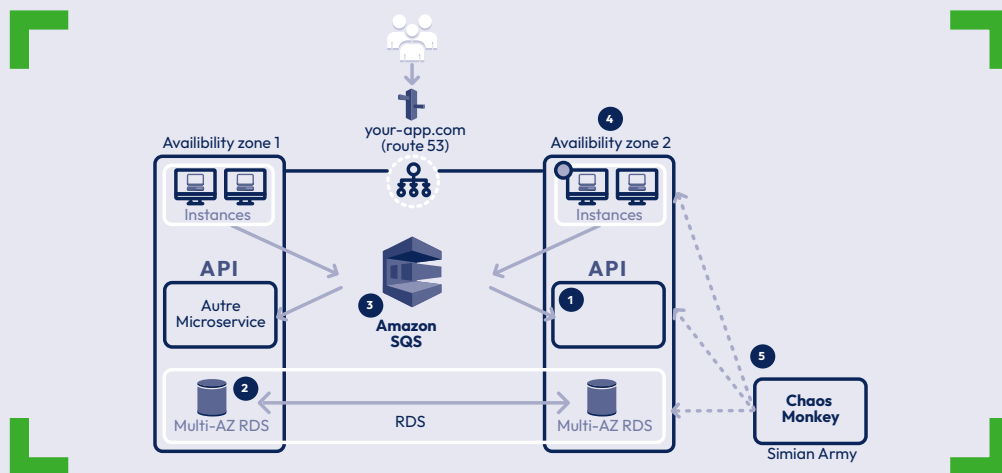 4
your-app.com
(route 53)
Availibility zone 1
Availibility zone 2
Instances
Instances
API
API
Autre
Microservice
3
1
Amazon
SQS
5
2
Multi-AZ RDS
RDS
Multi-AZ RDS
Chaos
Monkey
Simian Army